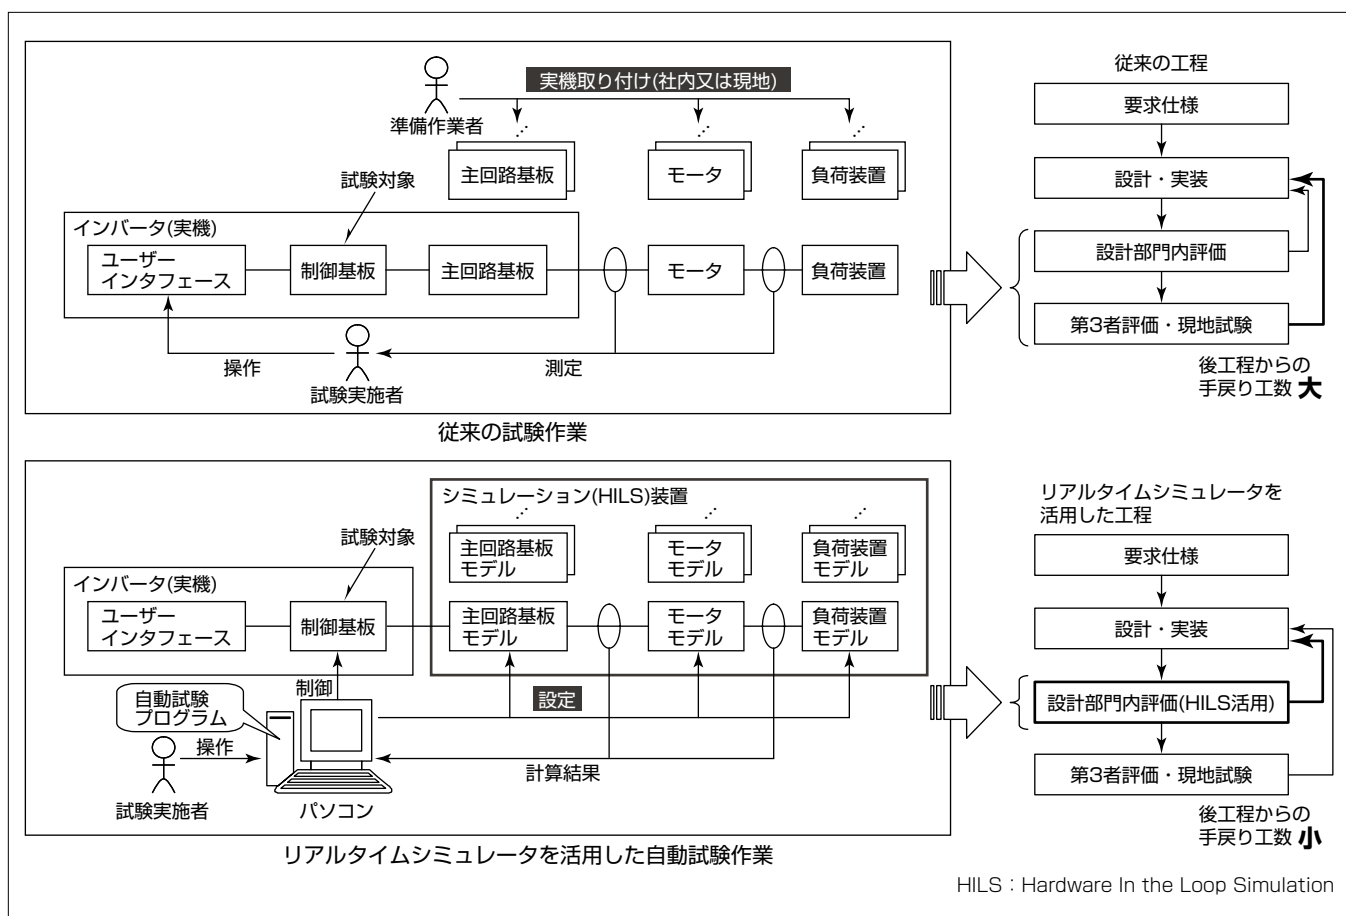 実機取り付け(社内又は現地)
準備作業者
…
…
…
主回路基板
モータ
負荷装置
試験対象
インバータ(実機)
ユーザー
インタフェース
制御基板
主回路基板
モータ
負荷装置
操作
測定
試験実施者
従来の試験作業
従来の工程
要求仕様
設計・実装
設計部門内評価
第3者評価・現地試験
後工程からの
手戻り工数 大
シミュレーション(HILS)装置
…
…
…
主回路基板
モデル
モータ
モデル
負荷装置
モデル
試験対象
インバータ(実機)
ユーザー
インタフェース
制御基板
主回路基板
モデル
モータ
モデル
負荷装置
モデル
制御
設定
自動試験
プログラム
操作
計算結果
試験実施者
パソコン
リアルタイムシミュレータを活用した自動試験作業
リアルタイムシミュレータを
活用した工程
要求仕様
設計・実装
設計部門内評価(HILS活用)
第3者評価・現地試験
後工程からの
手戻り工数 小
HILS：Hardware In the Loop Simulation